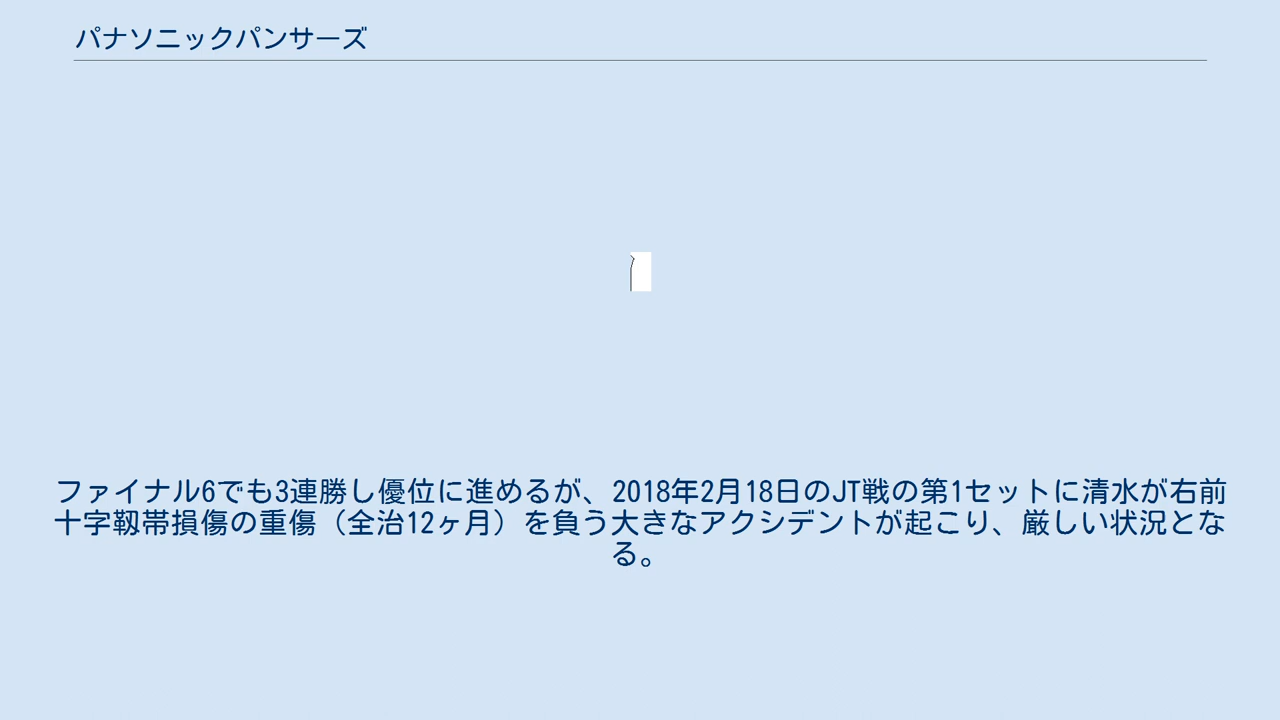 パナソニックパンサーズ
ファイナル6でも3連勝し優位に進めるが、2018年2月18日のJT戦の第1セットに清水が右前
十字靱帯損傷の重傷（全治12ヶ月）を負う大きなアクシデントが起こり、厳しい状況とな
る。